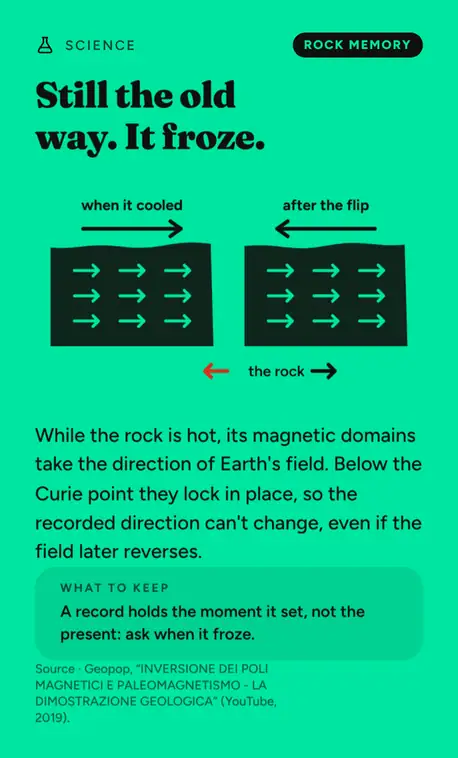 SCIENCE
ROCK MEMORY
Still the old
way. It froze.
when it cooled
after the flip
the rock
While the rock is hot, its magnetic domains
take the direction of Earth's field. Below the
Curie point they lock in place, so the
recorded direction can't change, even if the
field later reverses.
WHAT TO KEEP
A record holds the moment it set, not the
present: ask when it froze.
Source · Geopop, "INVERSIONE DEI POLI
MAGNETICI E PALEOMAGNETISMO - LA
DIMOSTRAZIONE GEOLOGICA" (YouTube,
2019).